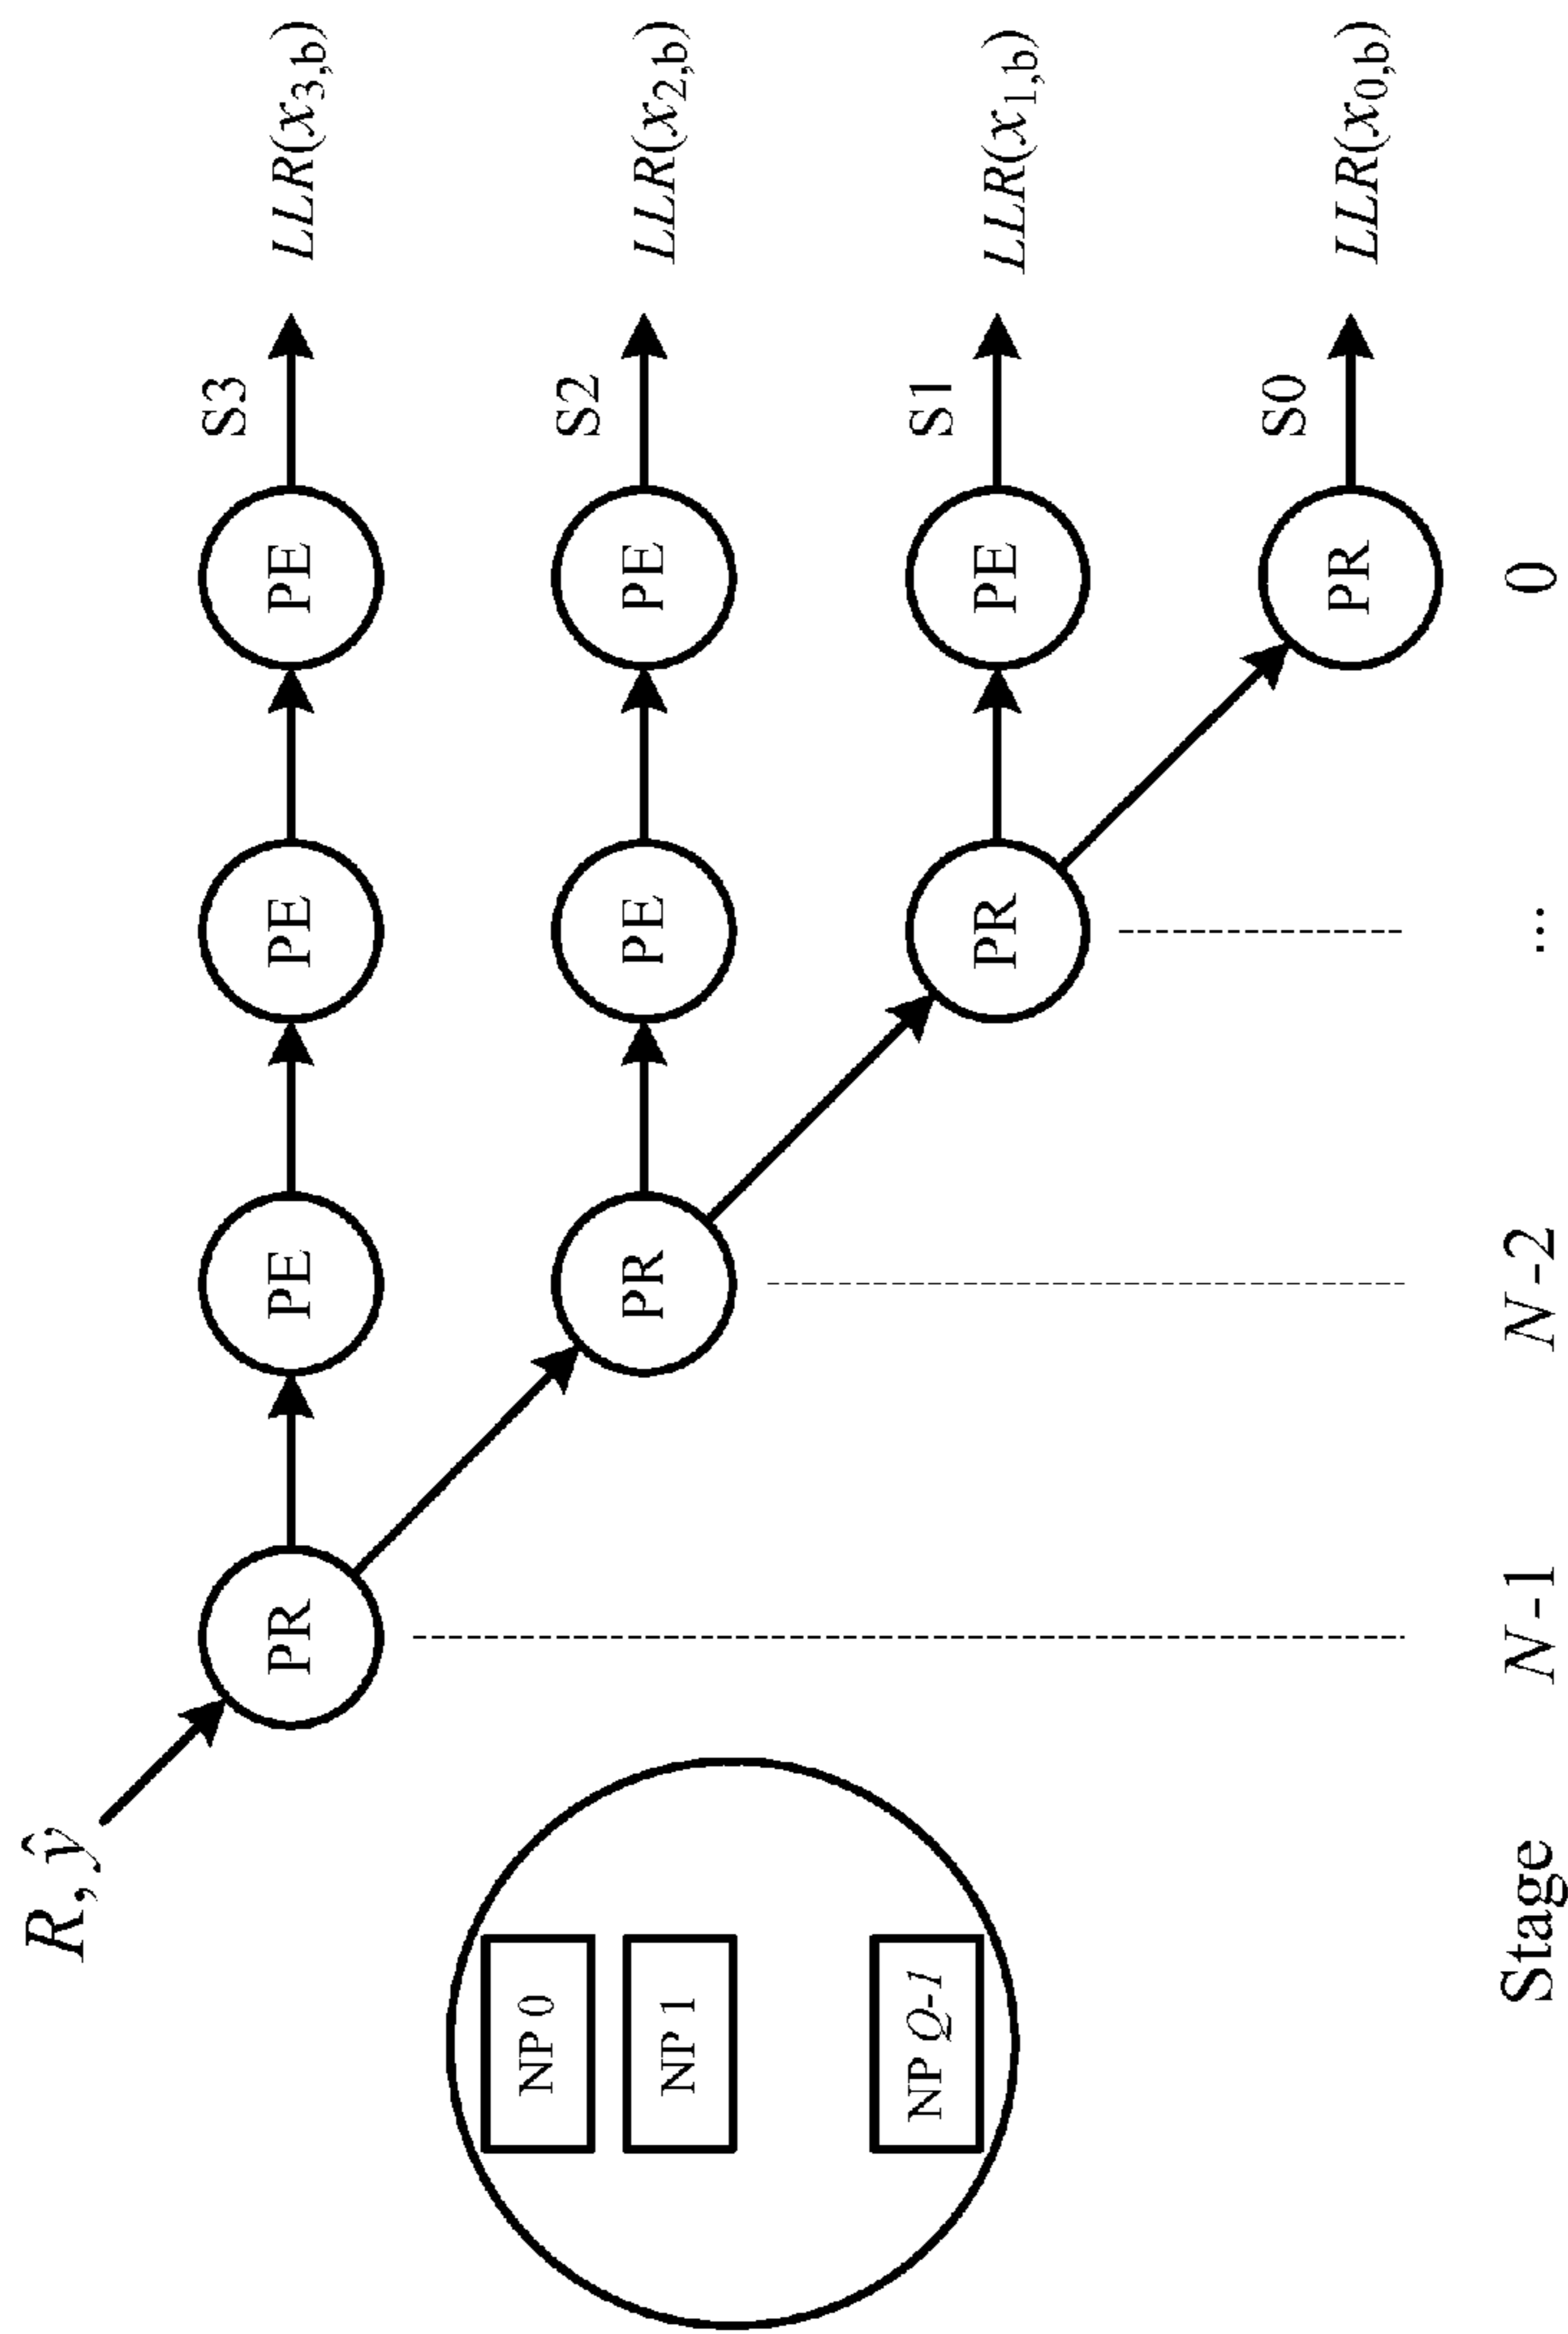 R, ŷ
PR
PE
PE
PE
S3
LLR(x3,b)
PR
PE
PE
S2
LLR(x2,b)
PR
PE
S1
LLR(x1,b)
PR
S0
LLR(x0,b)
NP 0
NP 1
NP Q-1
Stage
N-1
N-2
...
0